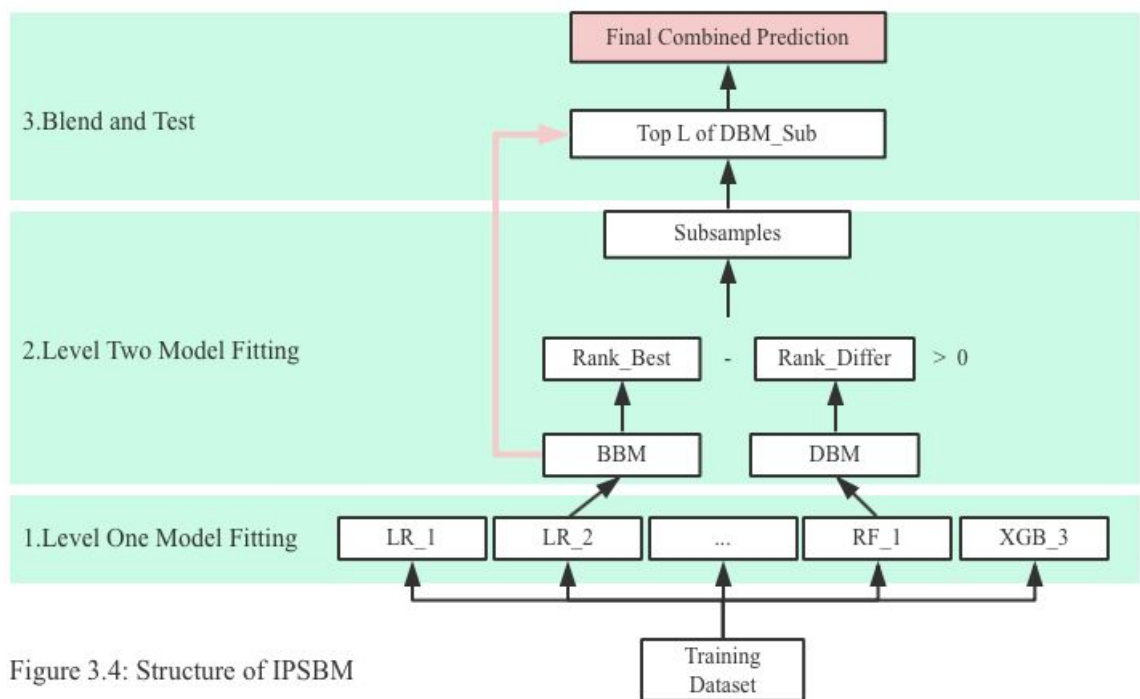 Final Combined Prediction
3.Blend and Test
Top L of DBM_Sub
Subsamples
2.Level Two Model Fitting
Rank_Best - Rank_Differ > 0
BBM DBM
1.Level One Model Fitting LR_1 LR_2 ... RF_1 XGB_3
Training
Dataset
Figure 3.4: Structure of IPSBM